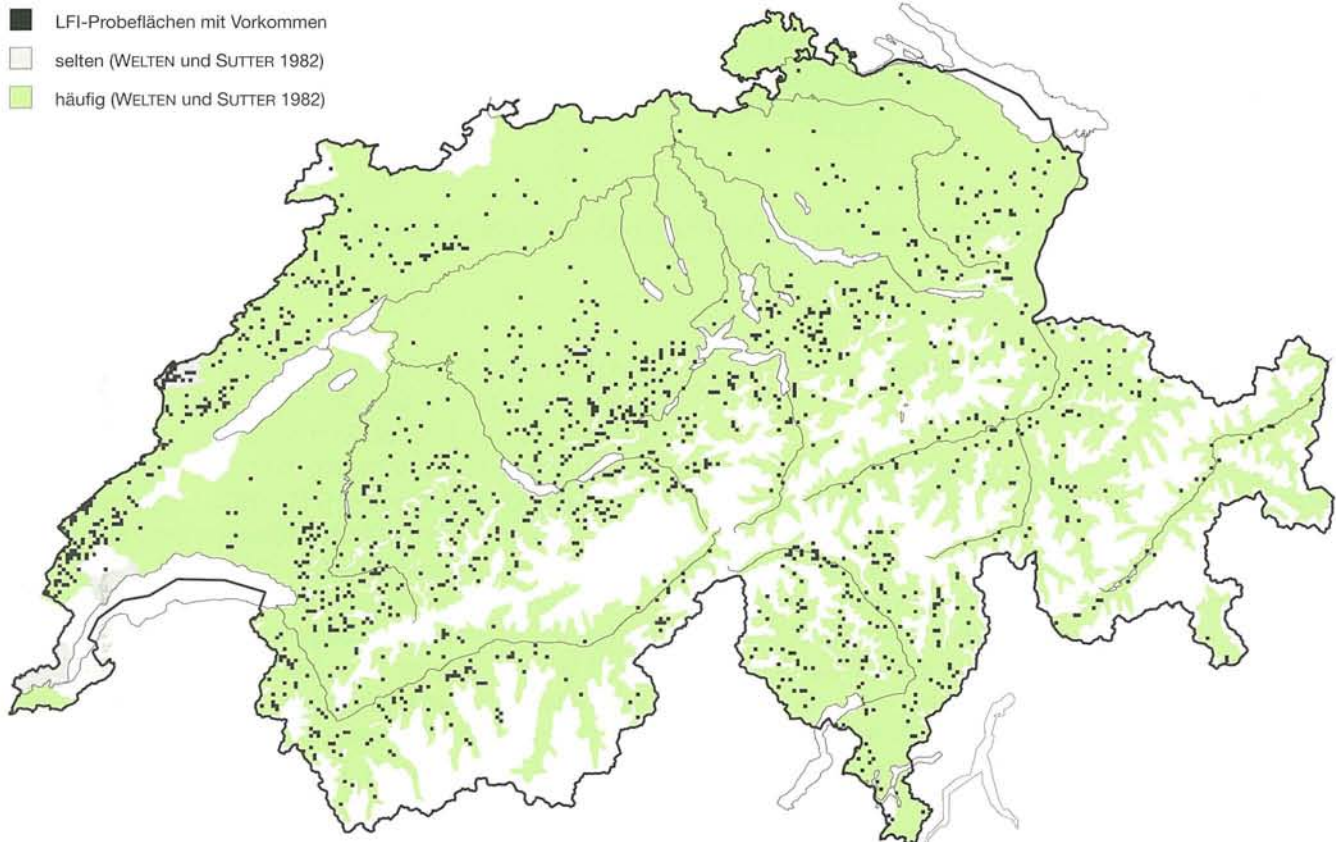 LFI-Probeflächen mit Vorkommen
selten (WELTEN und SUTTER 1982)
häufig (WELTEN und SUTTER 1982)